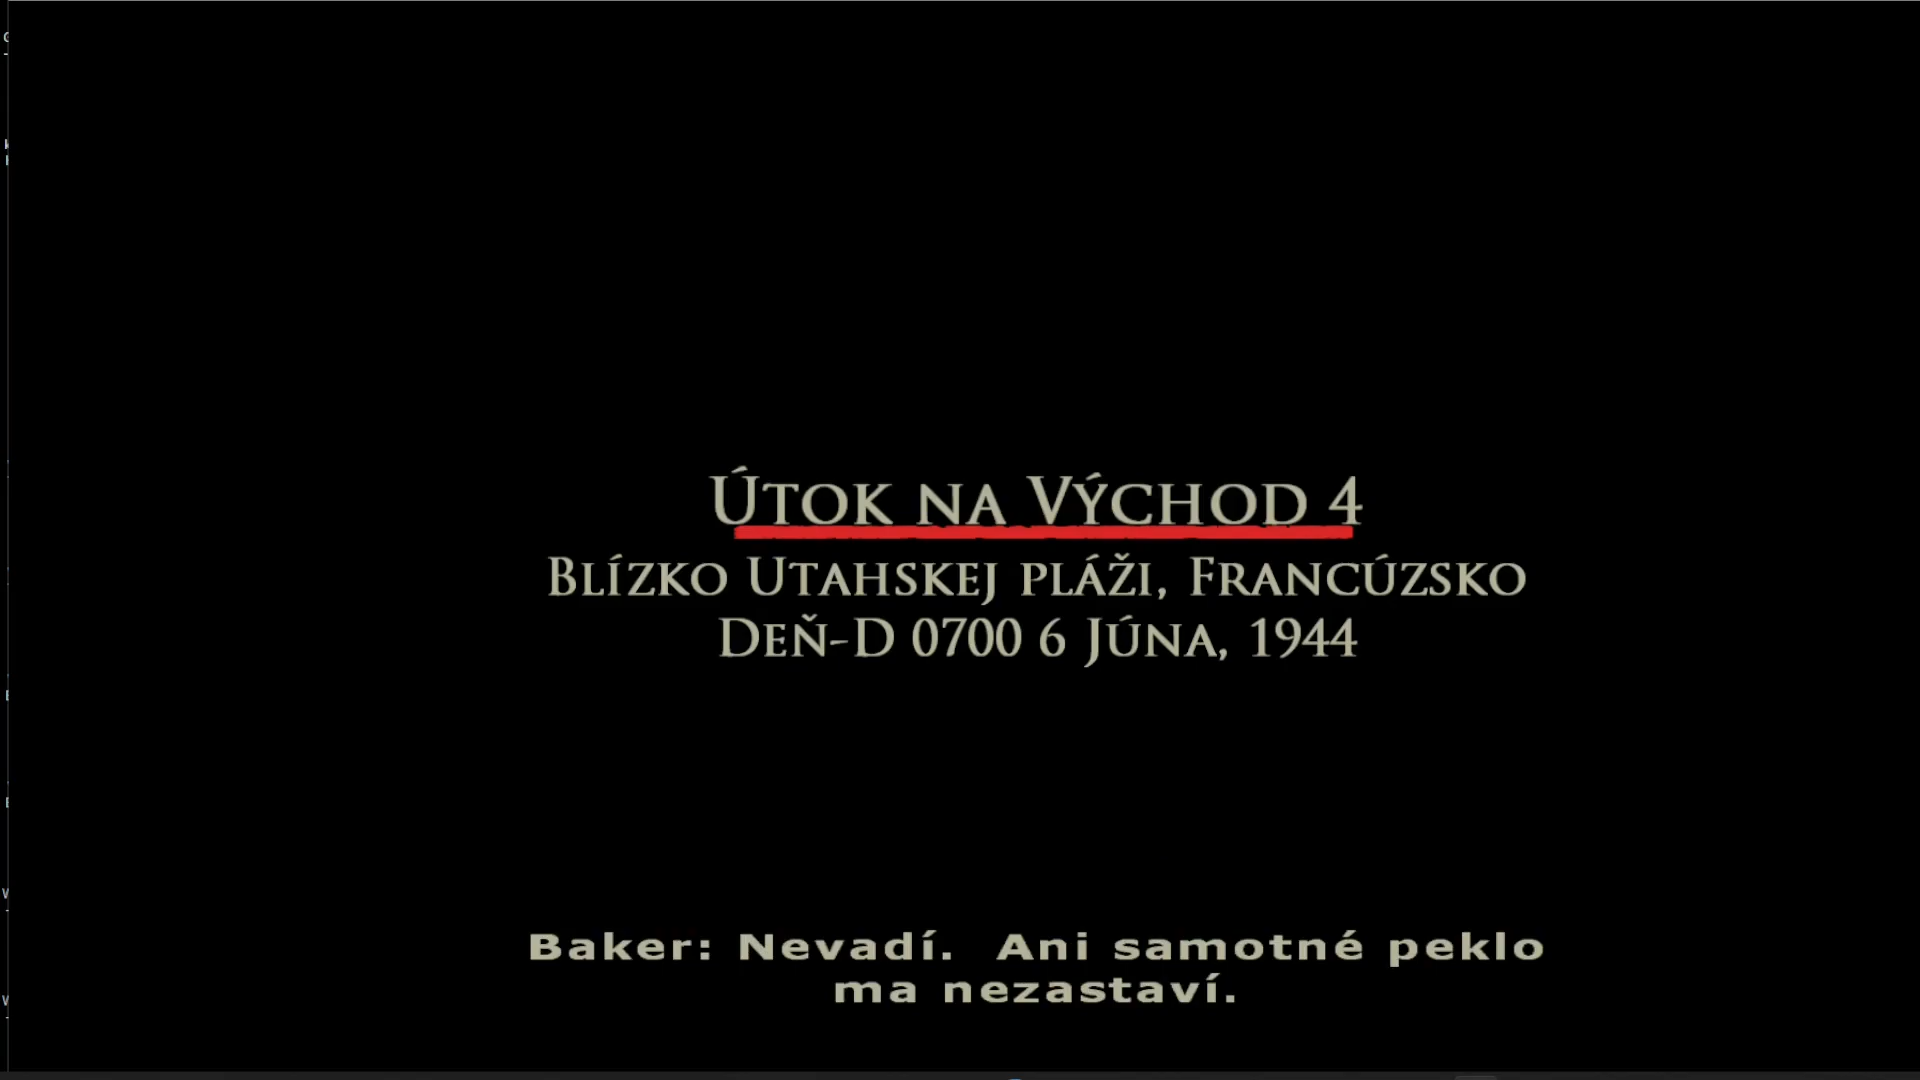 Útok na Východ 4
Blízko Utahskej pláži, Francúzsko
Deň-D 0700 6 Júna, 1944
Baker: Nevadí.  Ani samotné peklo
ma nezastaví.